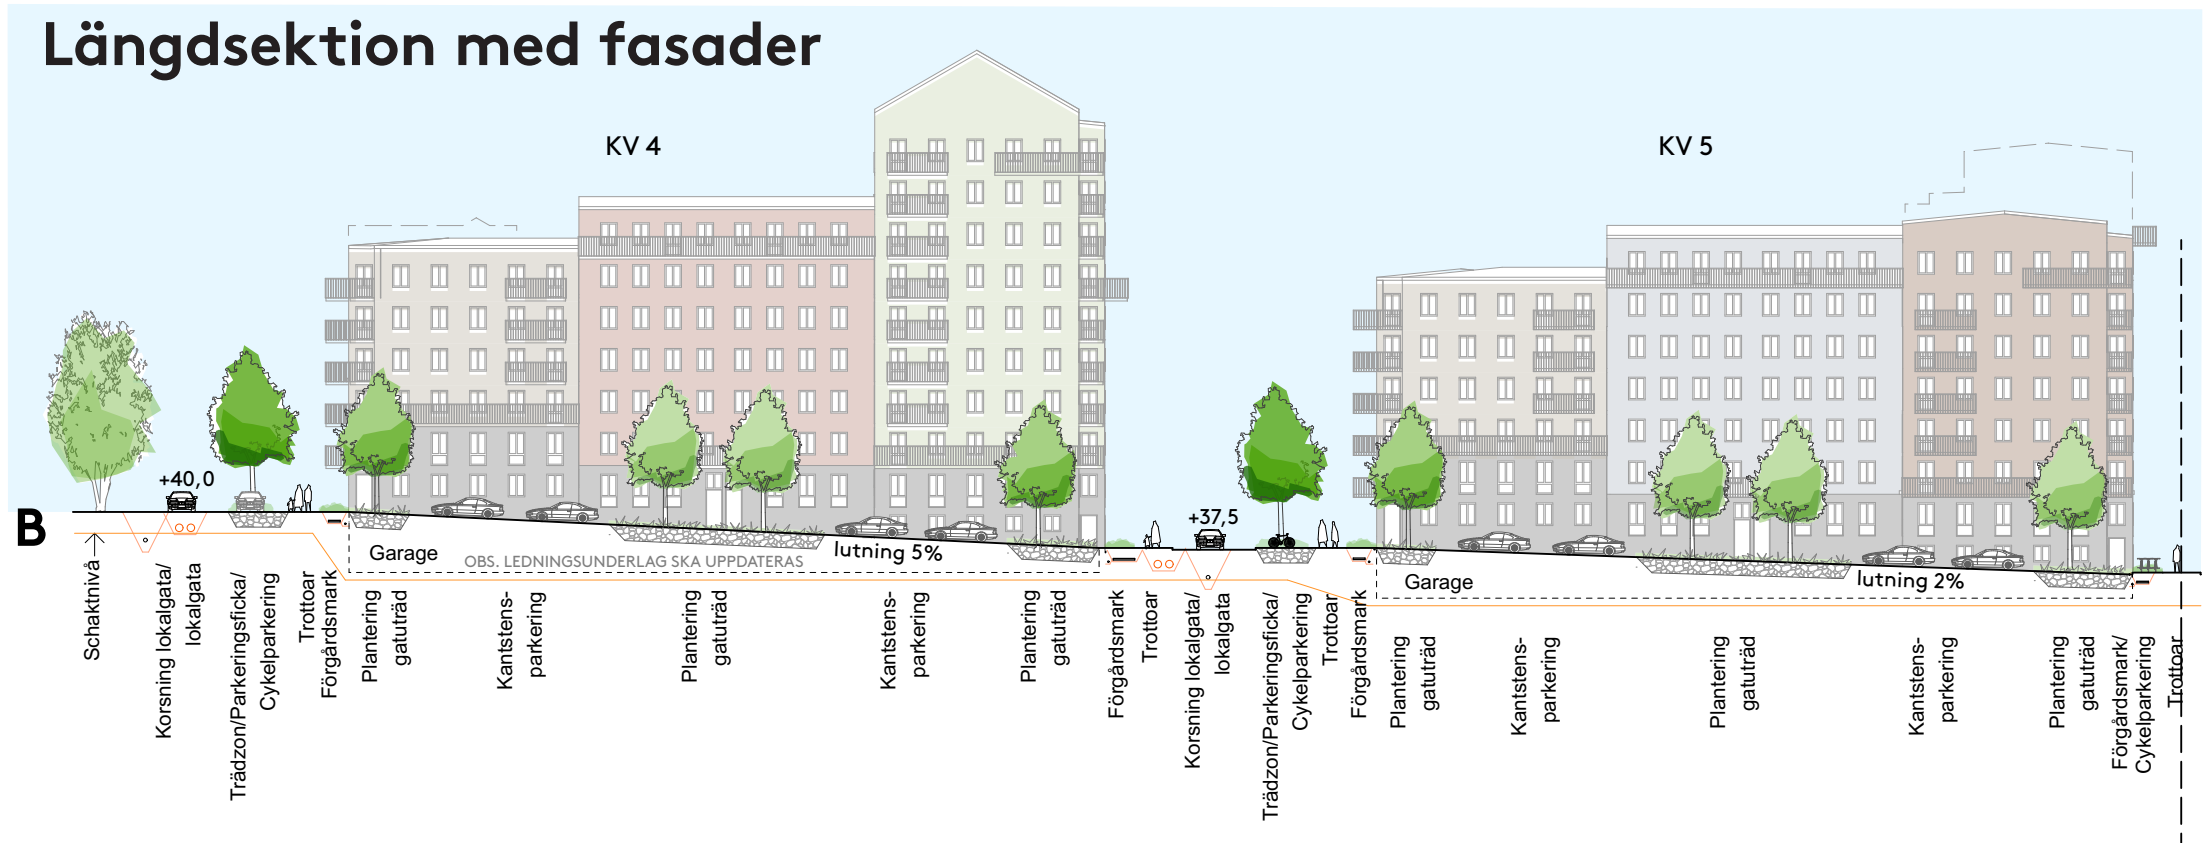 Längdsektion med fasader
KV 4
KV 5
+40,0
+37,5
B
Garage
OBS. LEDNINGSUNDERLAG SKA UPPDATERAS
lutning 5%
Garage
lutning 2%
Schaktnivå
Korsning lokalgata/
lokalgata
Trädzon/Parkeringsficka/
Cykelparkering
Trottoar
Förgårdsmark
Plantering
gatuträd
Kantstens-
parkering
Plantering
gatuträd
Kantstens-
parkering
Plantering
gatuträd
Förgårdsmark
Trottoar
Korsning lokalgata/
lokalgata
Trädzon/Parkeringsficka/
Cykelparkering
Trottoar
Förgårdsmark
Plantering
gatuträd
Kantstens-
parkering
Plantering
gatuträd
Kantstens-
parkering
Plantering
gatuträd
Förgårdsmark/
Cykelparkering
Trottoar